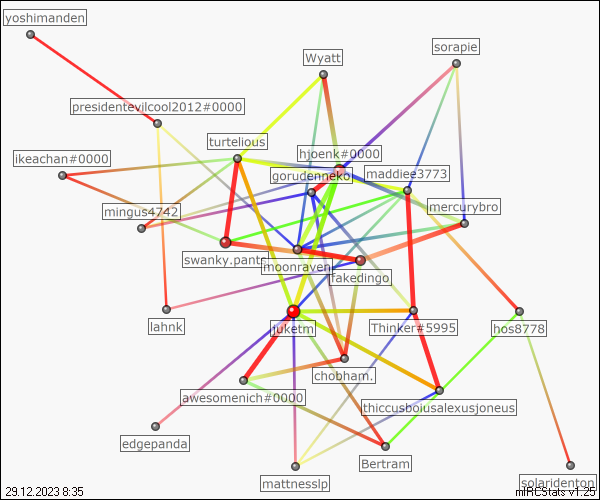 yoshimanden
sorapie
Wyatt
presidentevilcool2012#0000
turtelious
hjoenk#0000
ikeachan#0000
gorudenneko
maddiee3773
mingus4742
mercurybro
swanky.pants
moonraven
fakedingo
lahnk
juketm
Thinker#5995
hos8778
chobham.
awesomenich#0000
thiccusboiusalexusjoneus
edgepanda
Bertram
mattnesslp
solaridenton
29.12.2023 8:35
mIRCStats v1.25